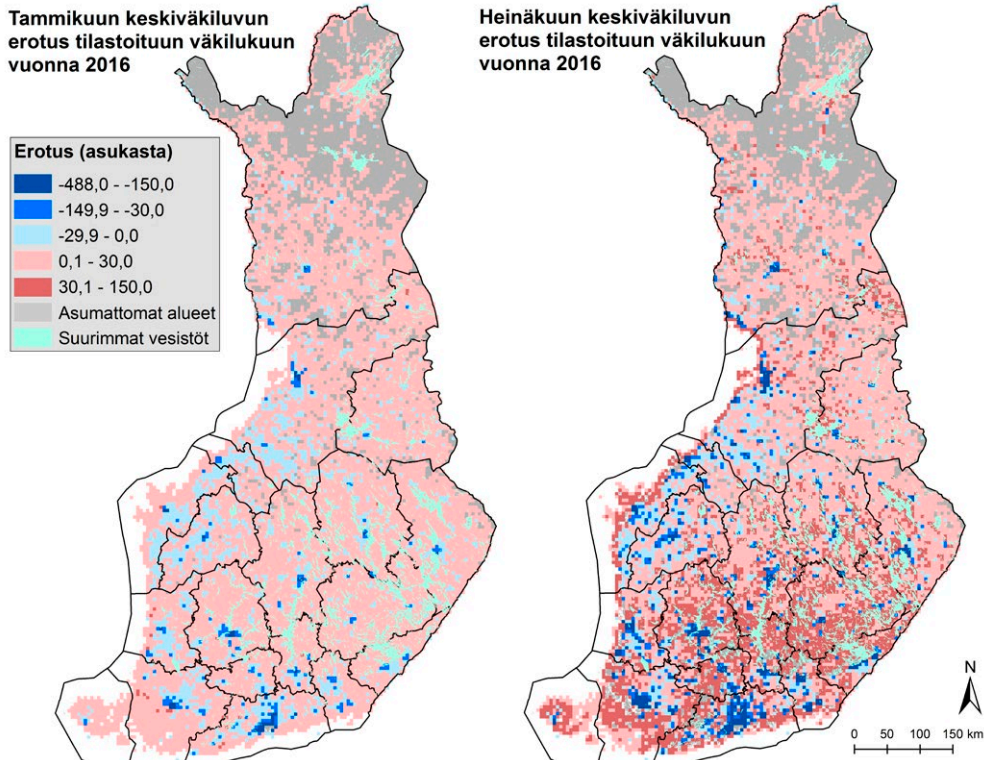 Tammikuun keskiväkiluvun
erotus tilastoituun väkilukuun
vuonna 2016
Heinäkuun keskiväkiluvun
erotus tilastoituun väkilukuun
vuonna 2016
Erotus (asukasta)
-488,0 - -150,0
-149,9 - -30,0
-29,9 - 0,0
0,1 - 30,0
30,1 - 150,0
Asumattomat alueet
Suurimmat vesistöt
N
0 50 100 150 km